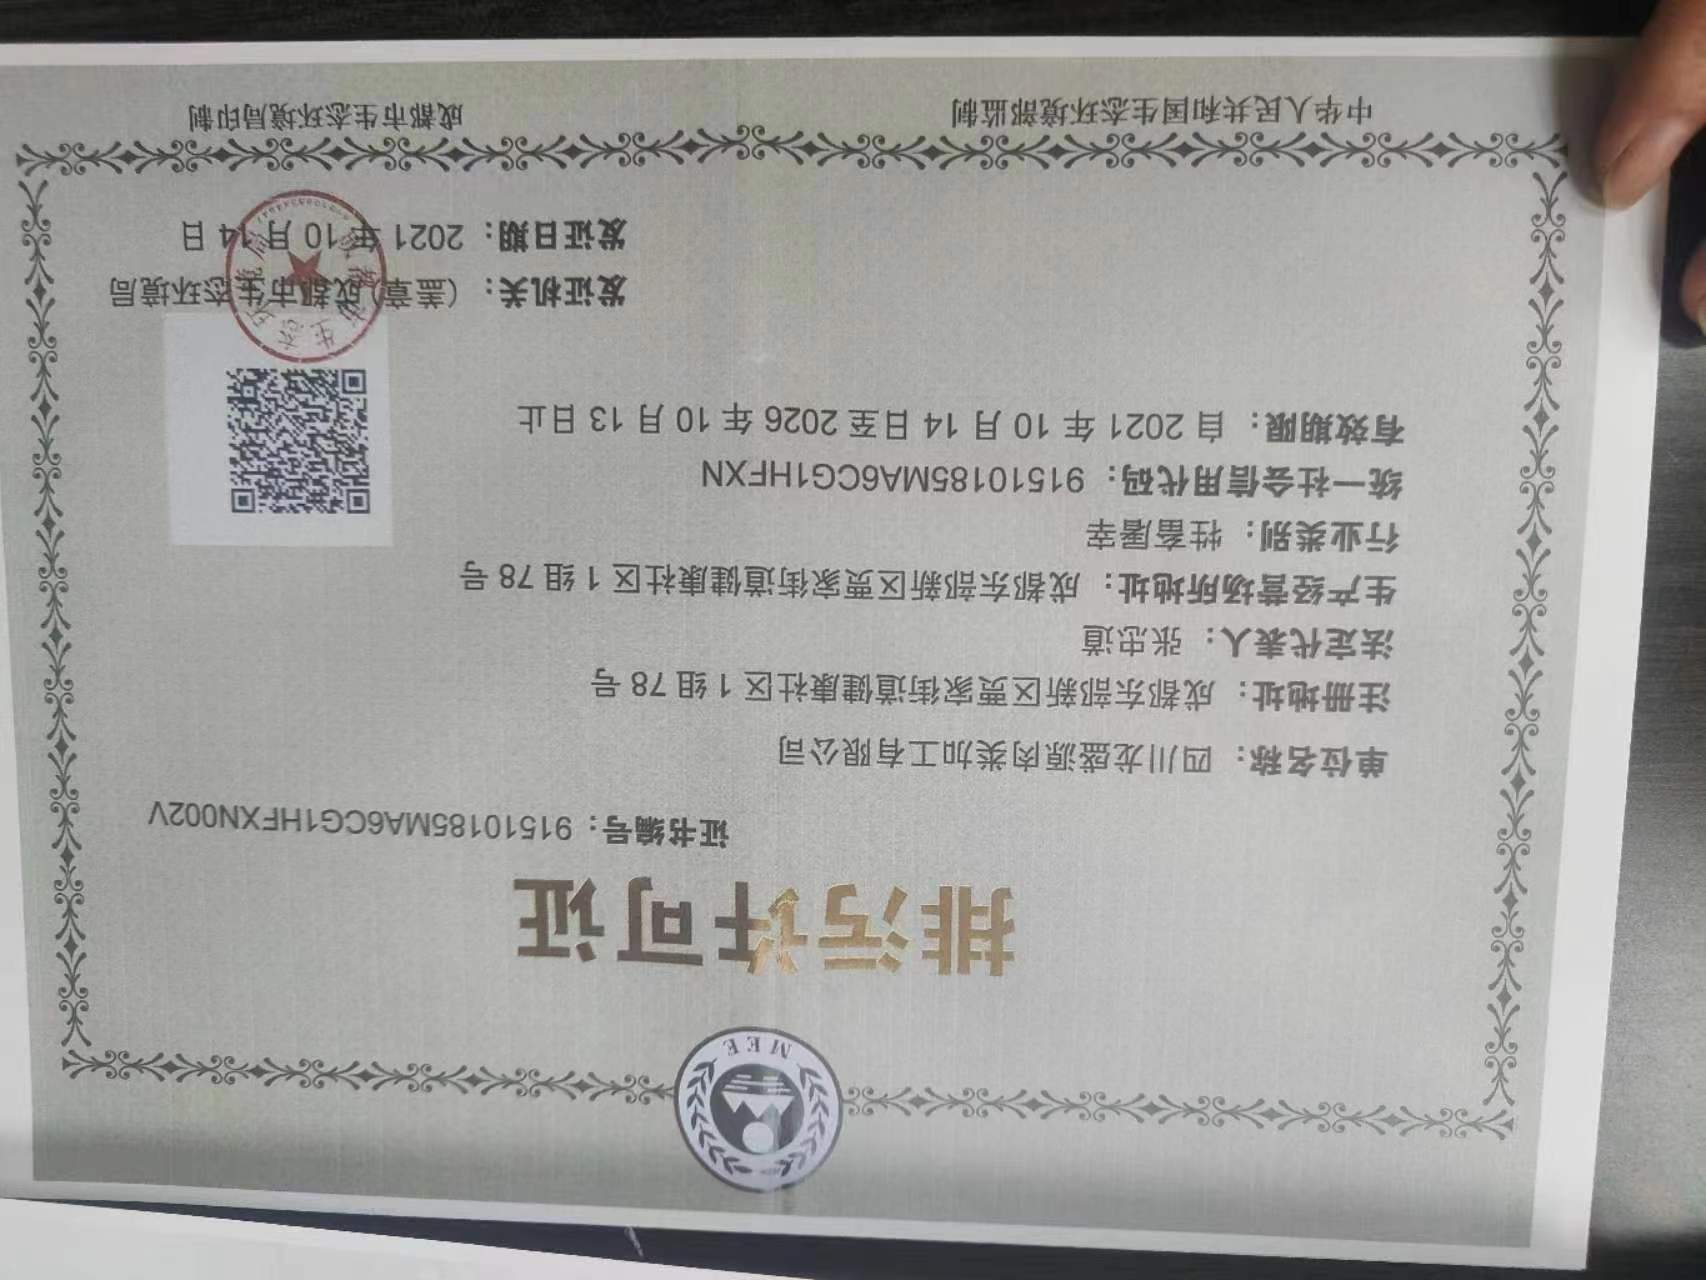 MEE
排污许可证
证书编号：91510185MA6CG1HFXN002V
单位名称：四川龙盛源肉类加工有限公司
注册地址：成都东部新区贾家街道健康社区1组78号
法定代表人：张忠道
生产经营场所地址：成都东部新区贾家街道健康社区1组78号
行业类别：牲畜屠宰
统一社会信用代码：91510185MA6CG1HFXN
有效期限：自2021年10月14日至2026年10月13日止
发证机关：（盖章）成都市生态环境局
发证日期：2021年10月14日
中华人民共和国生态环境部监制
成都市生态环境局印制